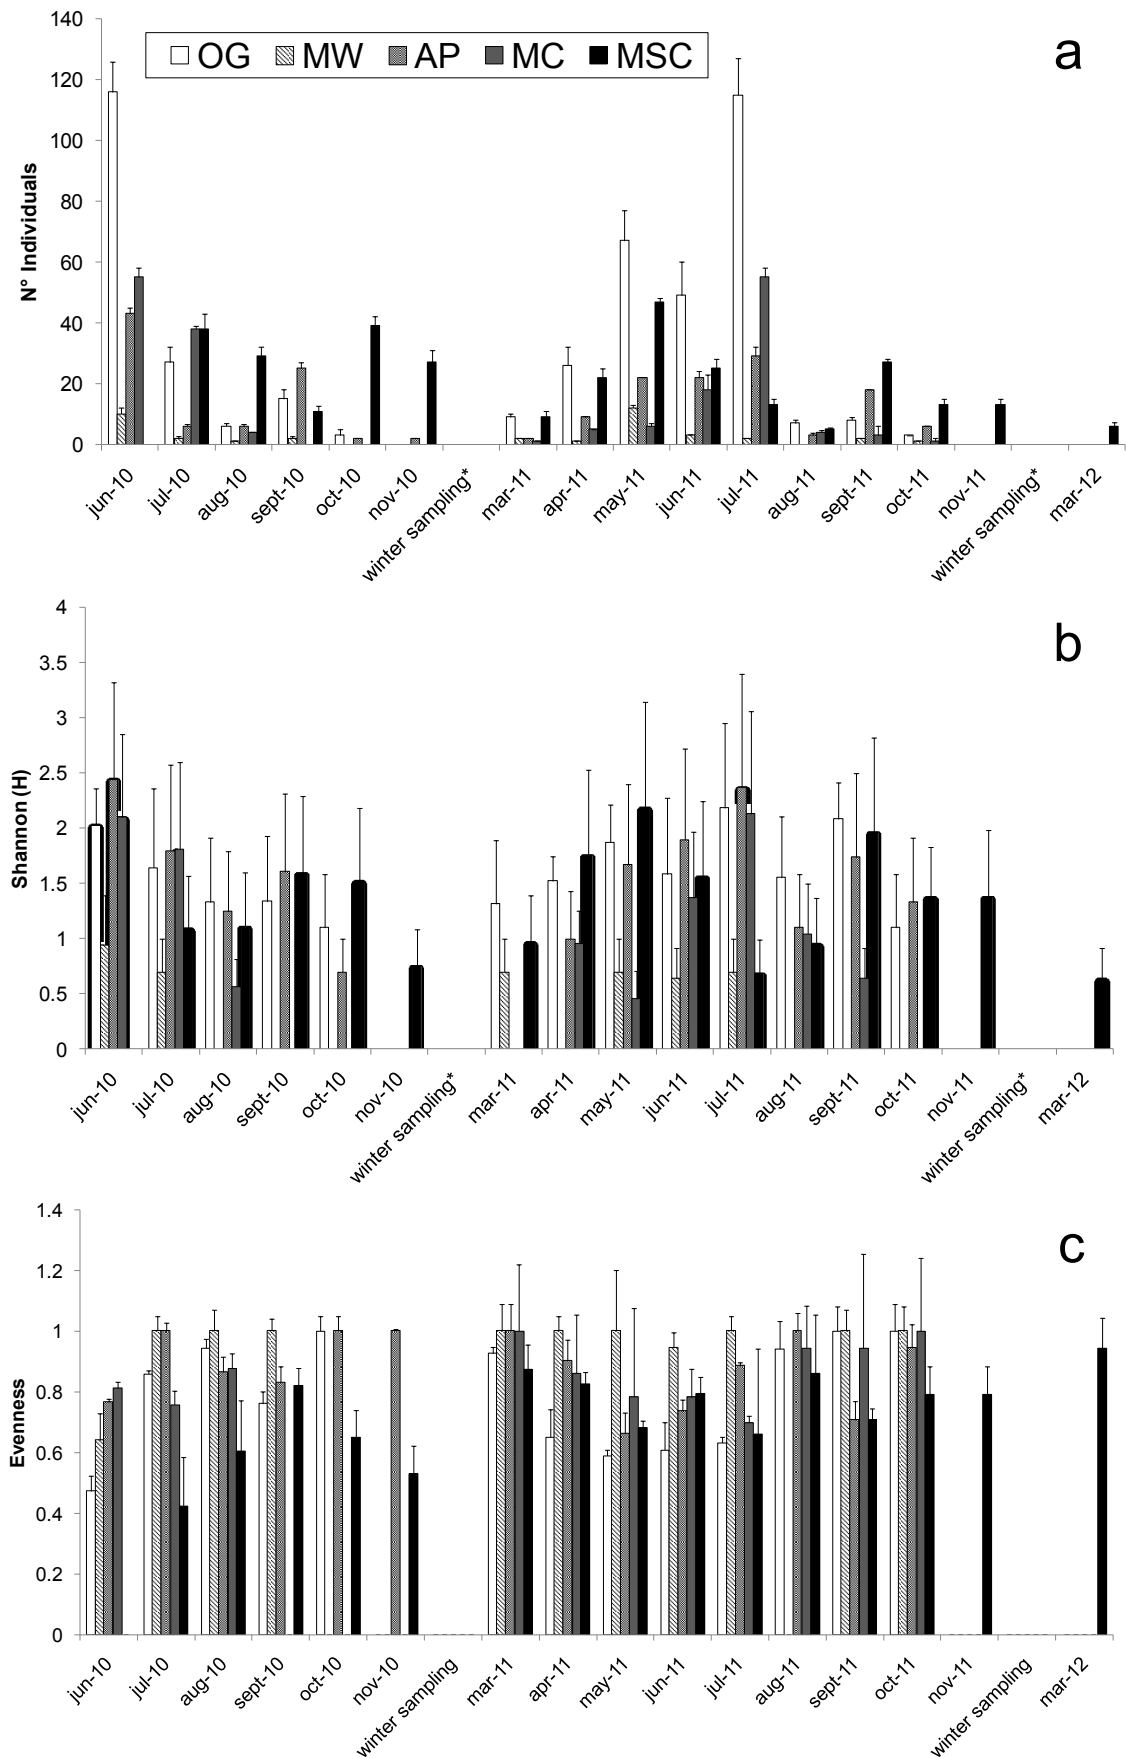 a
OG MW AP MC MSC
N° Individuals
140
120
100
80
60
40
20
0
jun-10 jul-10 aug-10 sept-10 oct-10 nov-10 winter sampling* mar-11 apr-11 may-11 jun-11 jul-11 aug-11 sept-11 oct-11 nov-11 winter sampling* mar-12
b
Shannon (H)
4
3.5
3
2.5
2
1.5
1
0.5
0
jun-10 jul-10 aug-10 sept-10 oct-10 nov-10 winter sampling* mar-11 apr-11 may-11 jun-11 jul-11 aug-11 sept-11 oct-11 nov-11 winter sampling* mar-12
c
Evenness
1.4
1.2
1
0.8
0.6
0.4
0.2
0
jun-10 jul-10 aug-10 sept-10 oct-10 nov-10 winter sampling mar-11 apr-11 may-11 jun-11 jul-11 aug-11 sept-11 oct-11 nov-11 winter sampling mar-12